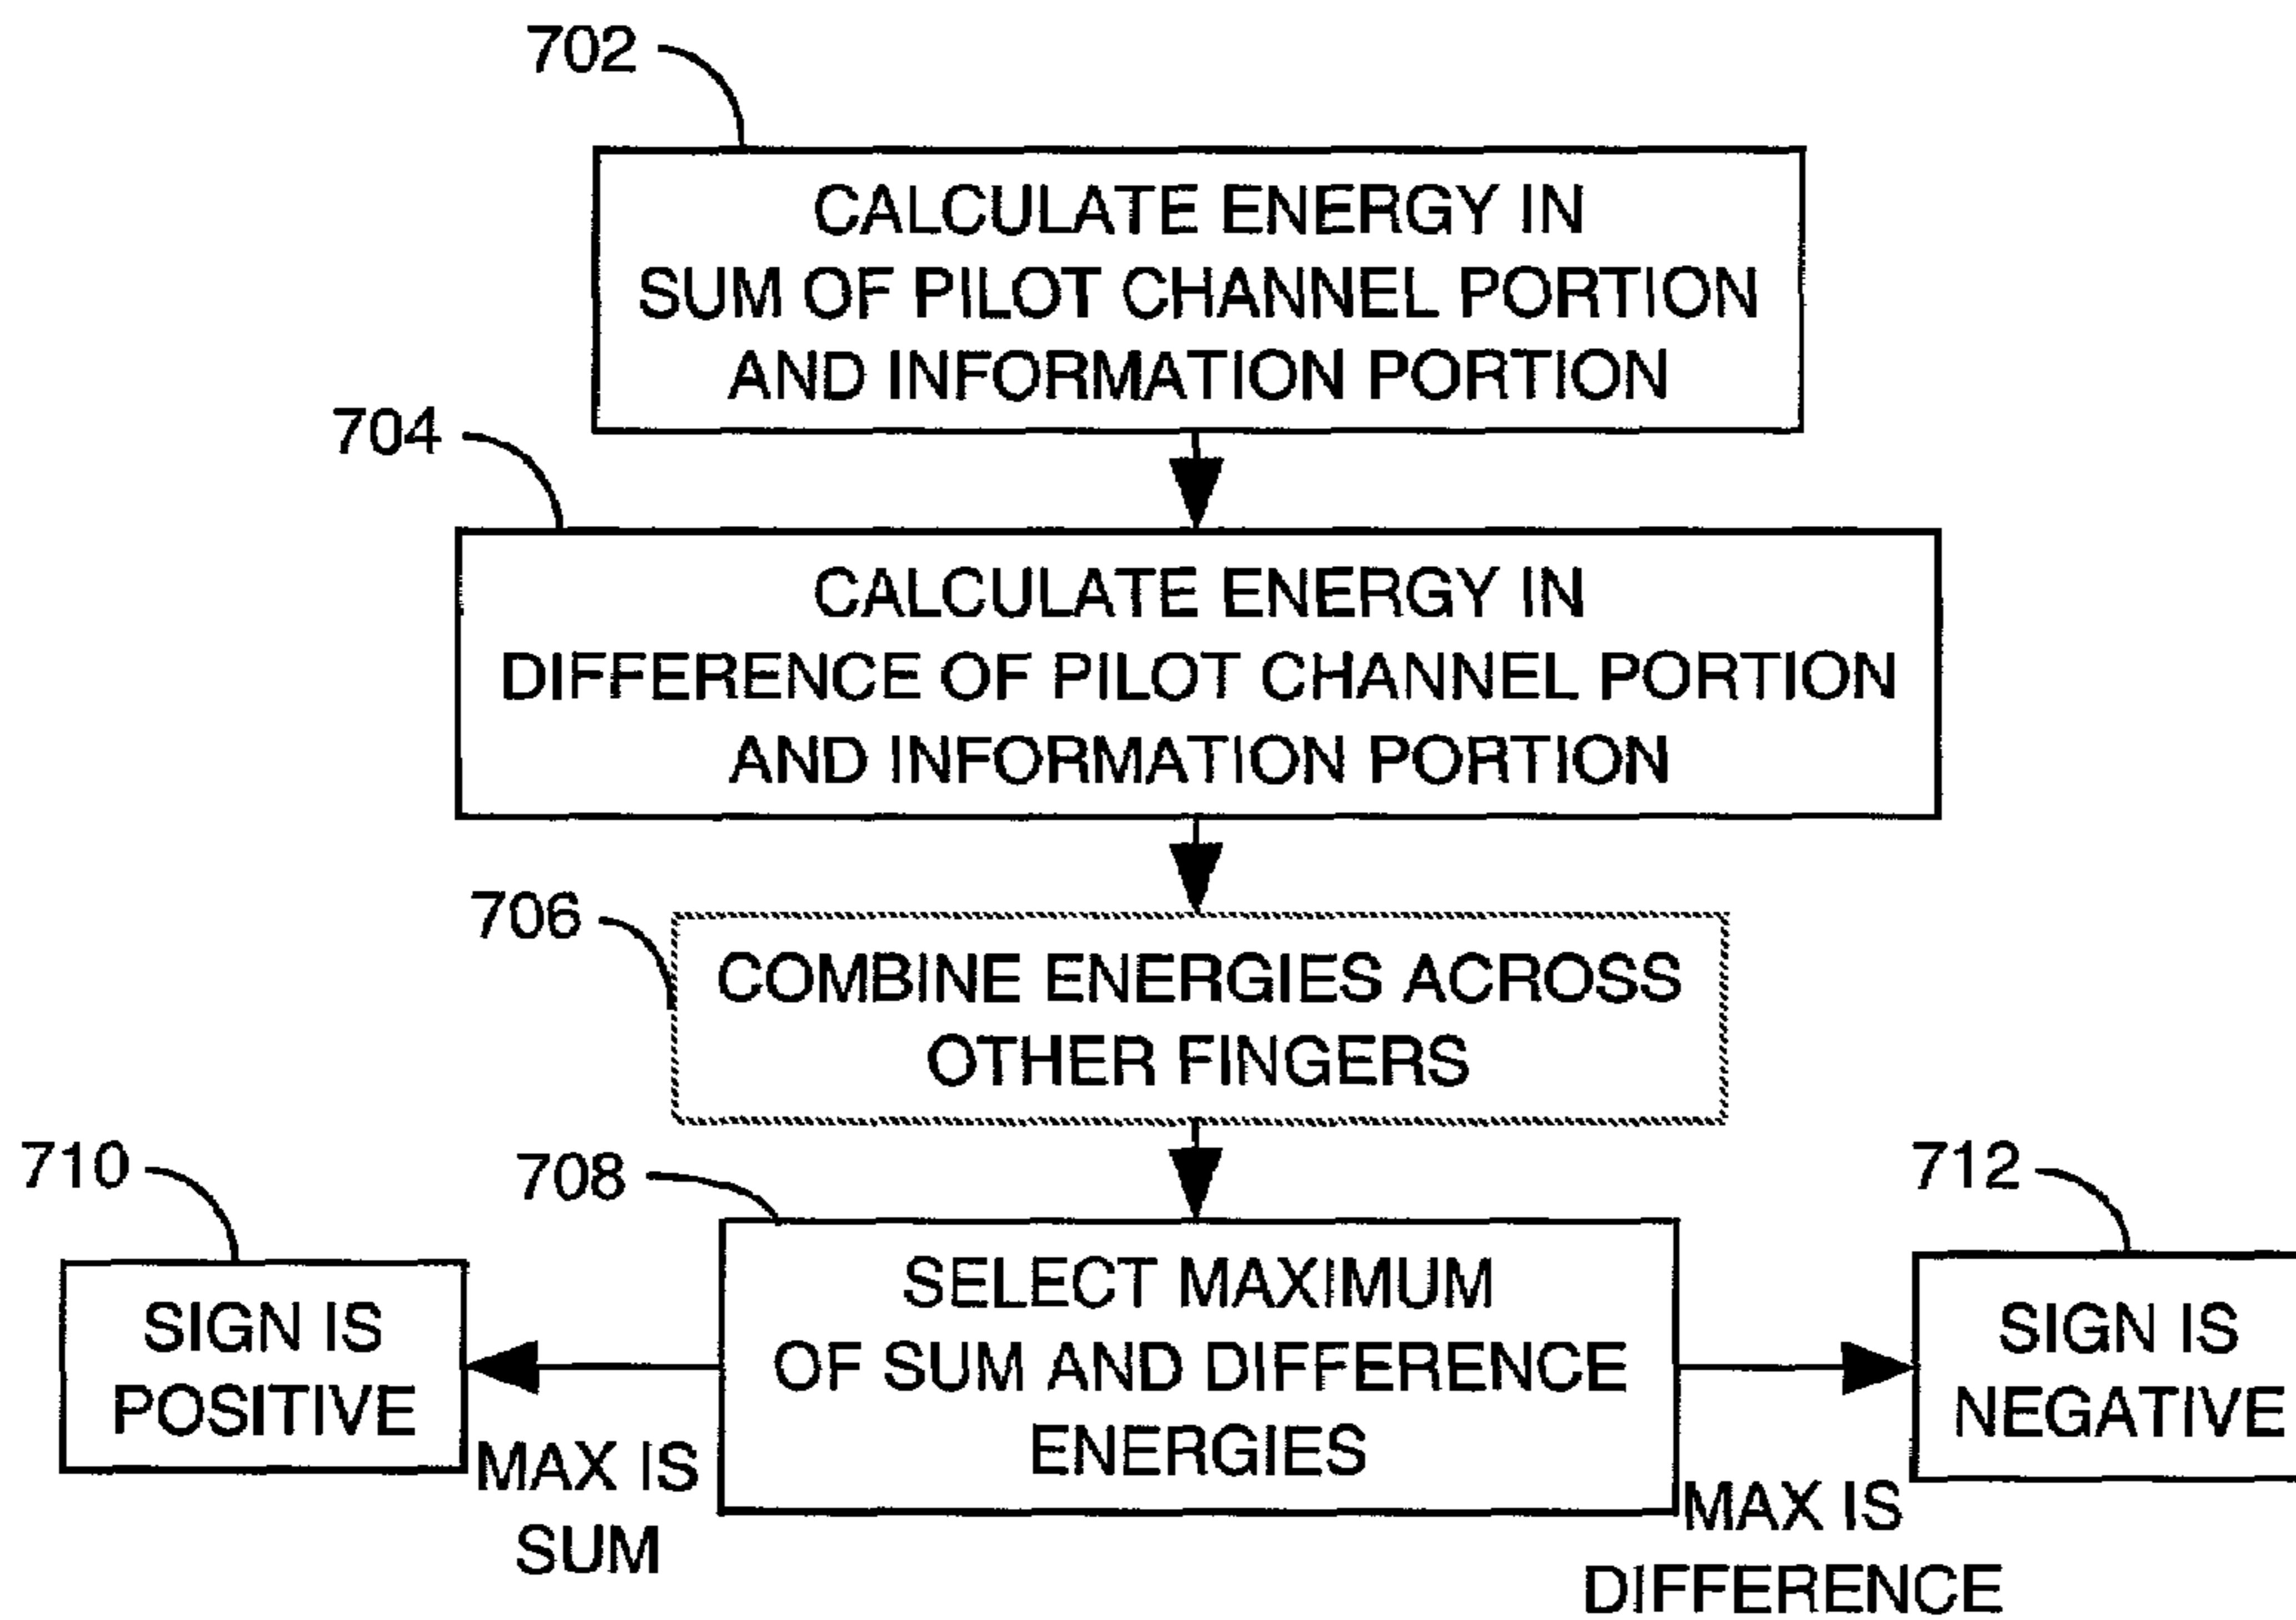 702
CALCULATE ENERGY IN
SUM OF PILOT CHANNEL PORTION
AND INFORMATION PORTION
704
CALCULATE ENERGY IN
DIFFERENCE OF PILOT CHANNEL PORTION
AND INFORMATION PORTION
706
COMBINE ENERGIES ACROSS
OTHER FINGERS
710
708
712
SIGN IS
POSITIVE
MAX IS
SUM
SELECT MAXIMUM
OF SUM AND DIFFERENCE
ENERGIES
MAX IS
DIFFERENCE
SIGN IS
NEGATIVE